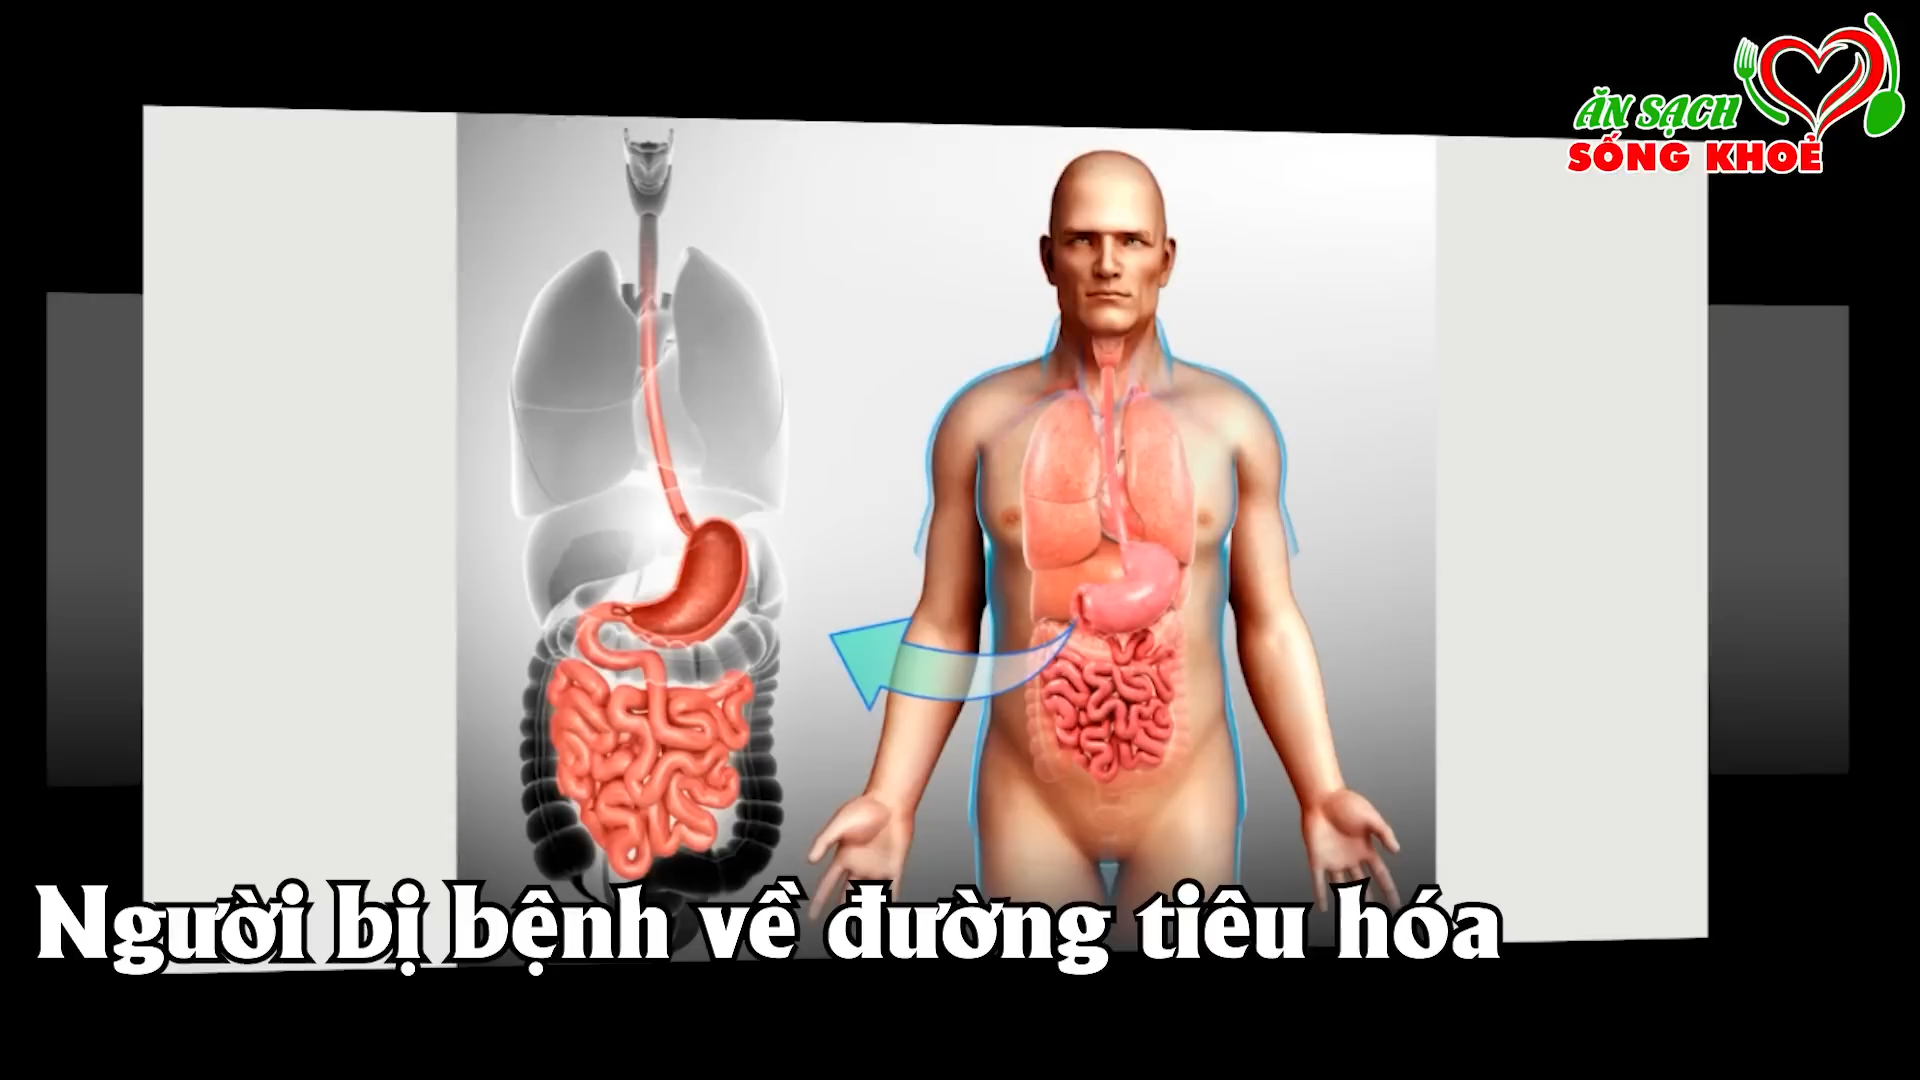 ĂN SẠCH
SỐNG KHOẺ
Người bị bệnh về đường tiêu hóa